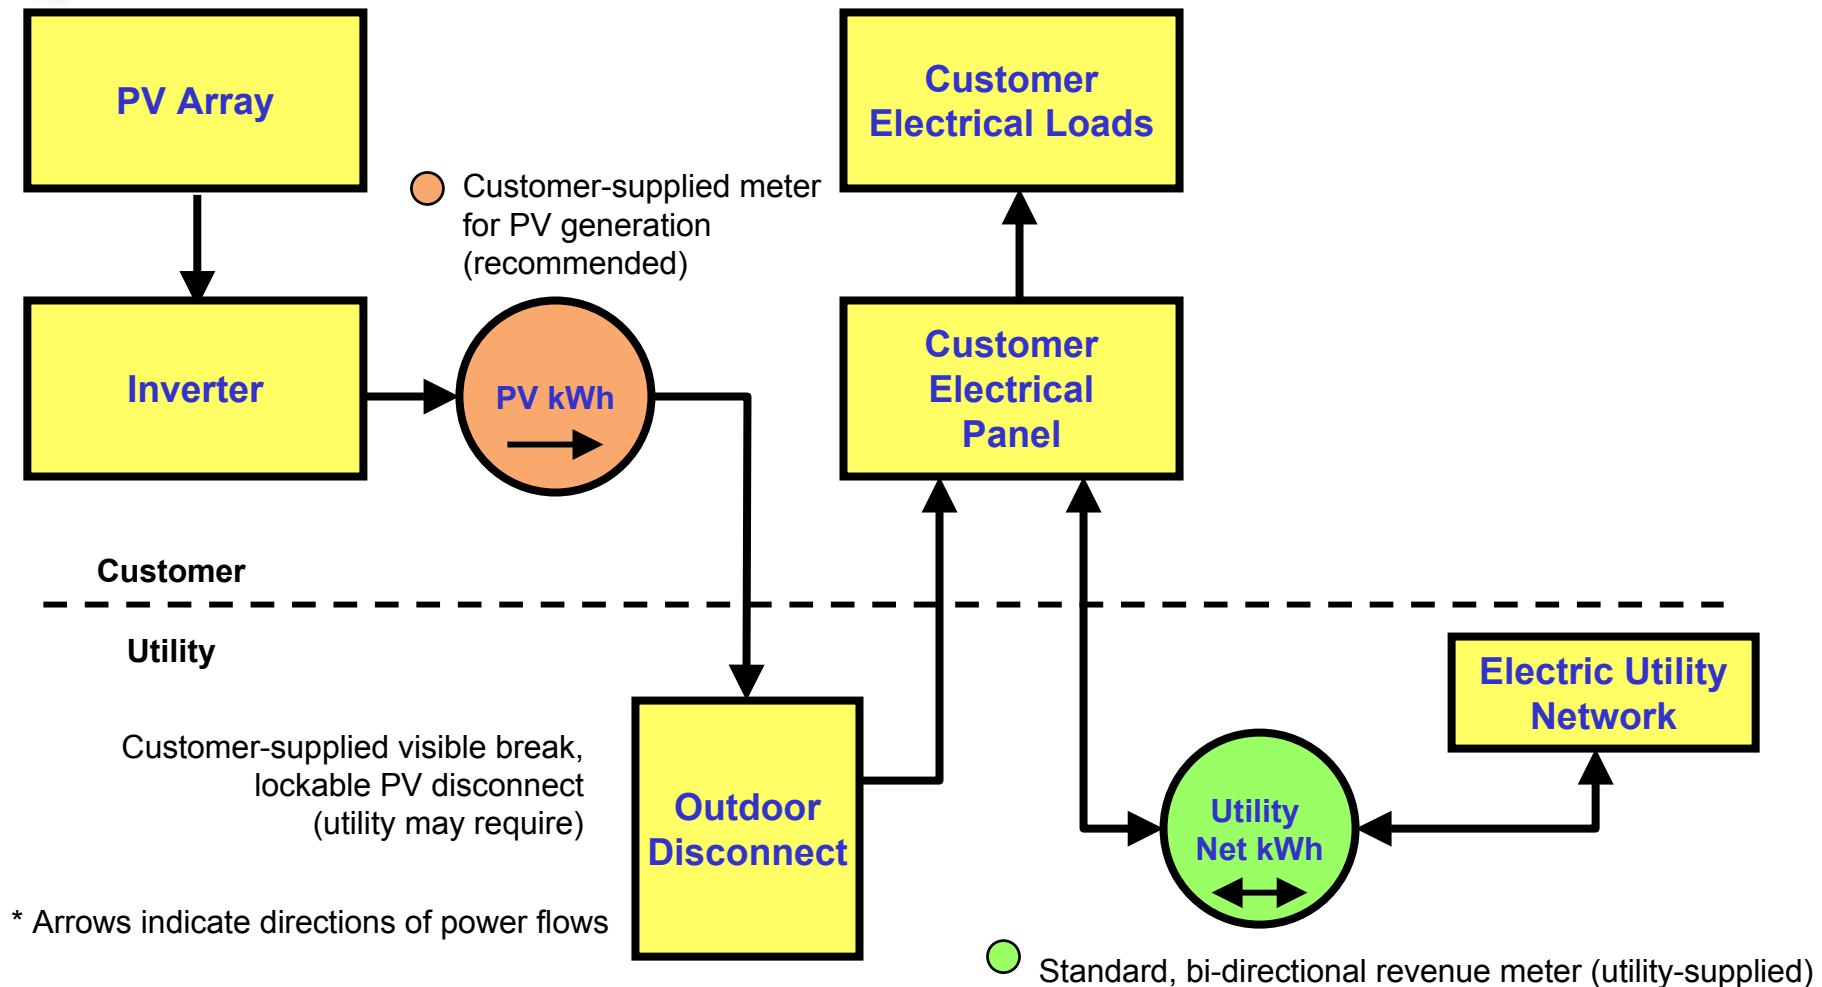 PV Array
Customer
Electrical Loads
Customer-supplied meter
for PV generation
(recommended)
Inverter
PV kWh
Customer
Electrical
Panel
Customer
Utility
Customer-supplied visible break,
lockable PV disconnect
(utility may require)
Outdoor
Disconnect
Electric Utility
Network
Utility
Net kWh
* Arrows indicate directions of power flows
Standard, bi-directional revenue meter (utility-supplied)